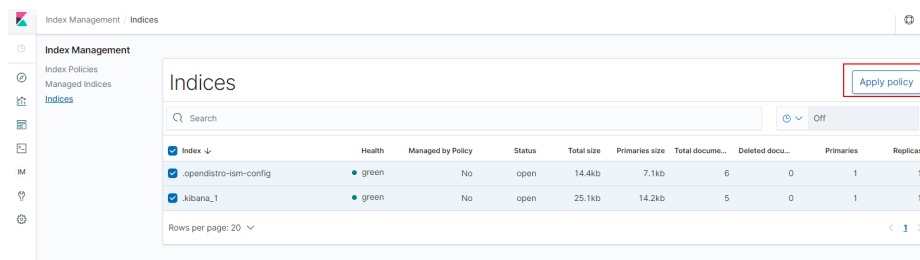 Index Management / Indices
Index Management
Index Policies
Managed Indices
Indices
Indices
Apply policy
Search
Off
Index Health Managed by Policy Status Total size Primaries size Total docume... Deleted docu... Primaries Replicas
.opendistro-ism-config green No open 14.4kb 7.1kb 6 0 1 1
.kibana_1 green No open 25.1kb 14.2kb 5 0 1 1
Rows per page: 20
1
IM